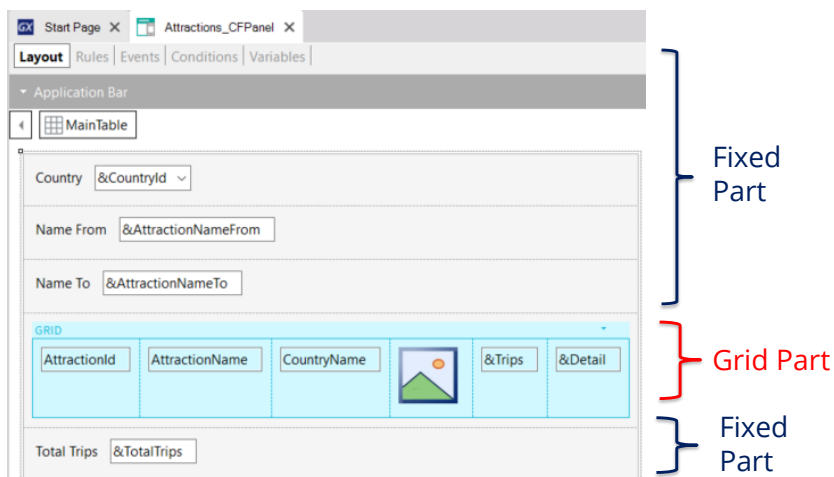 GX Start Page X Attractions_CFPanel X
Layout Rules Events Conditions Variables
Application Bar
MainTable
Country &CountryId
Name From &AttractionNameFrom
Name To &AttractionNameTo
Fixed
Part
GRID
AttractionId AttractionName CountryName &Trips &Detail
Grid Part
Total Trips &TotalTrips
Fixed
Part